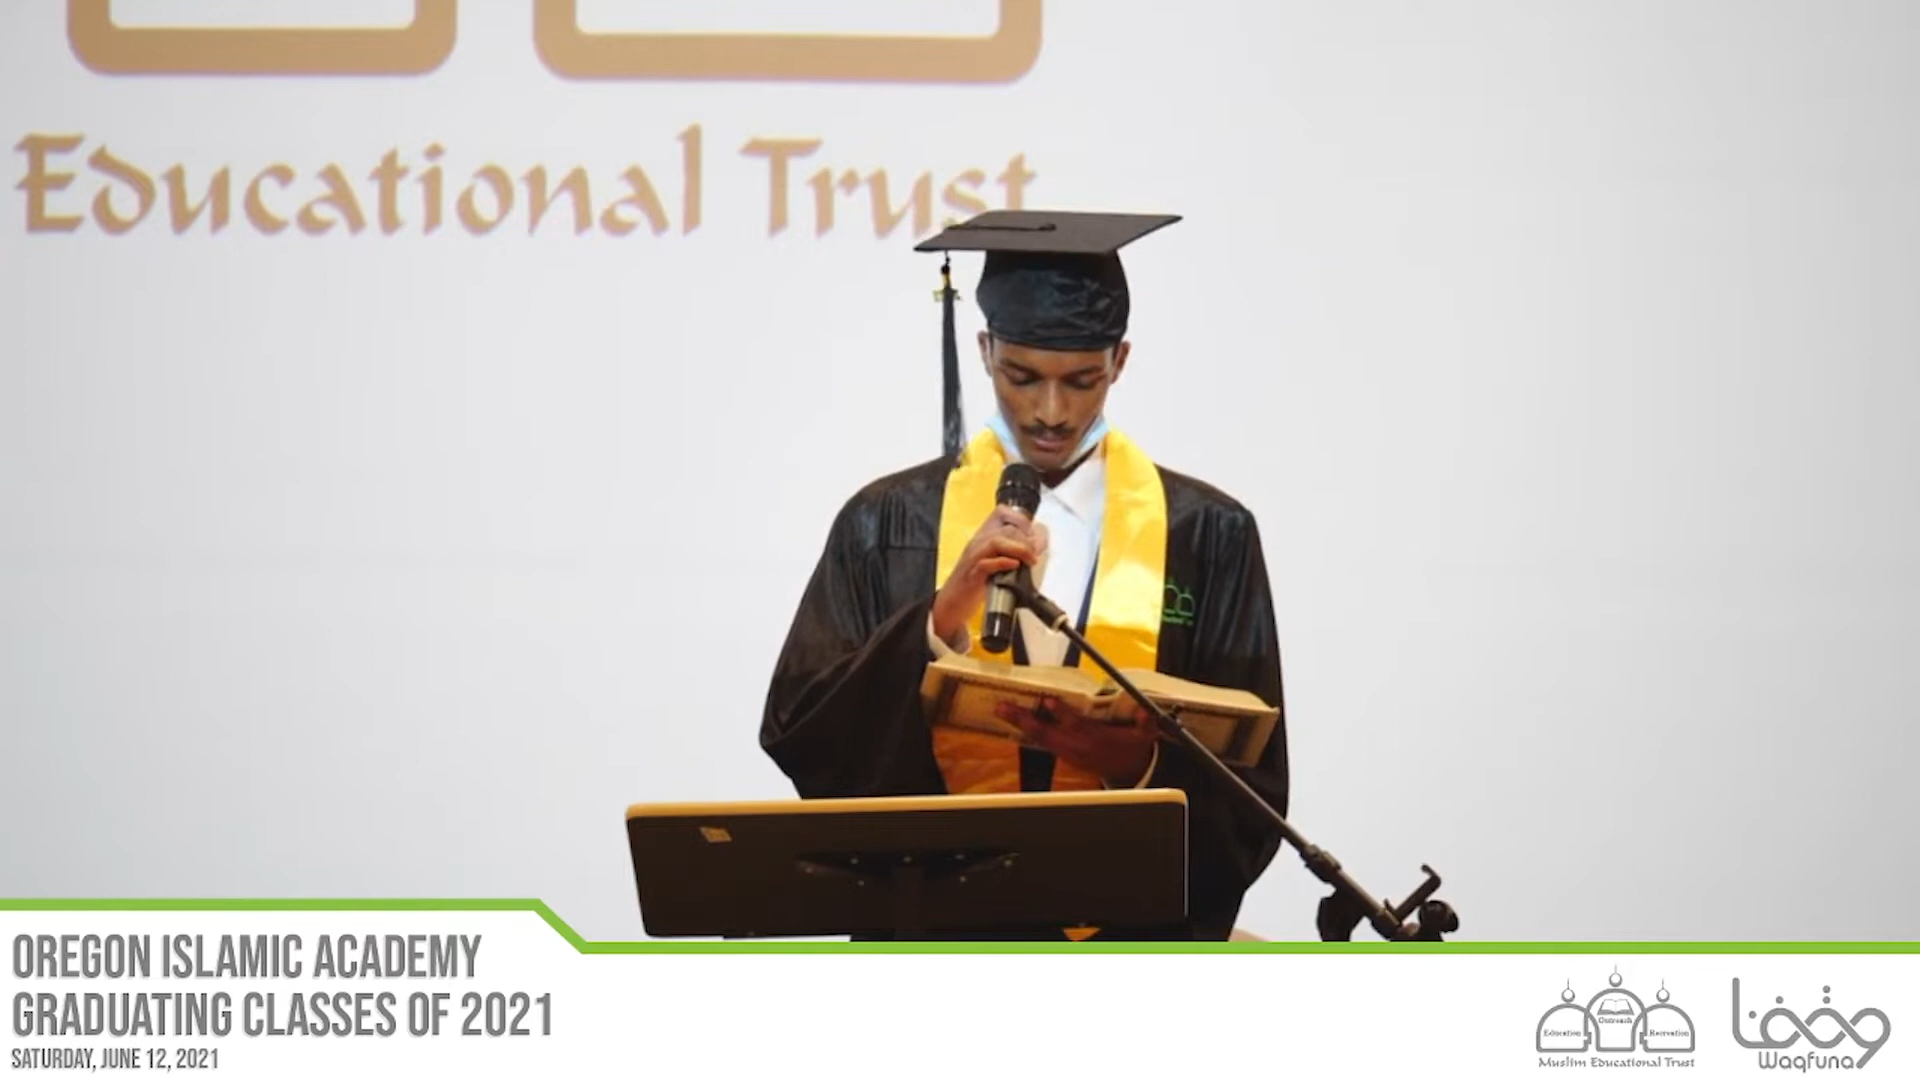 Educational Trust
OREGON ISLAMIC ACADEMY
GRADUATING CLASSES OF 2021
SATURDAY, JUNE 12, 2021
Education
Outreach
Recreation
Muslim Educational Trust
وقفنا
Waqfuna